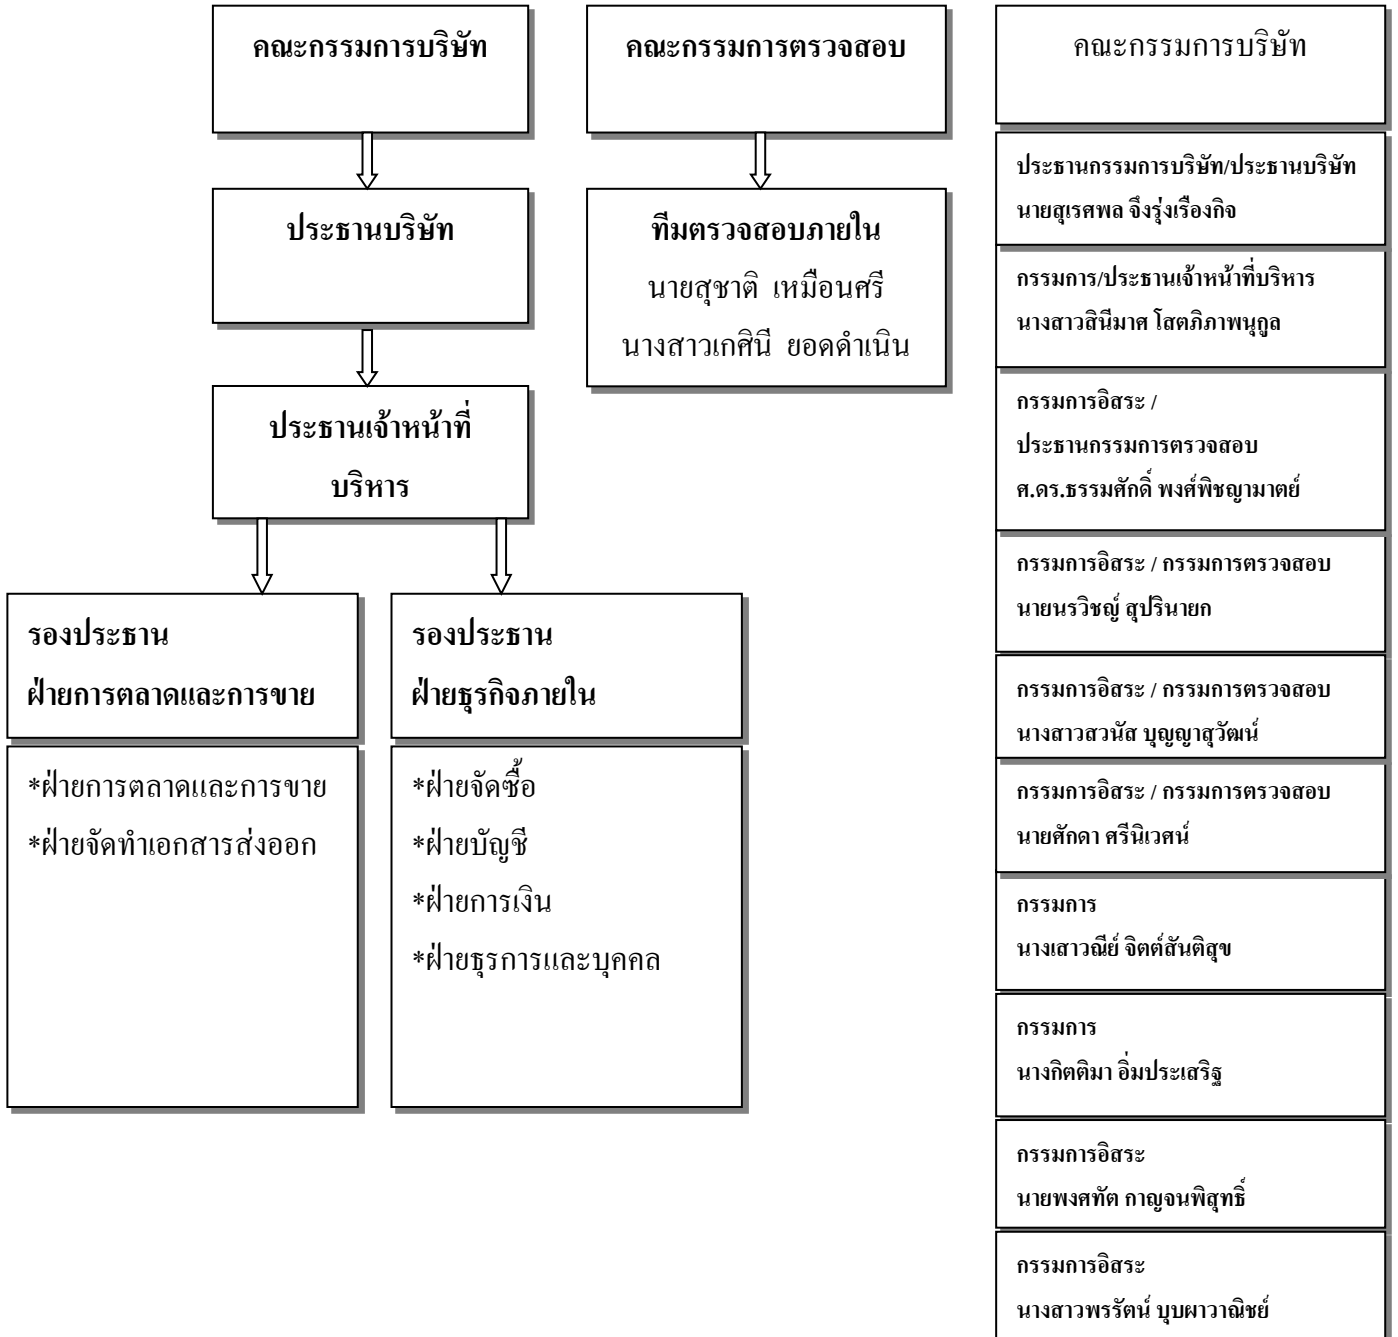 คณะกรรมการบริษัท
ประธานบริษัท
ประธานเจ้าหน้าที่
บริหาร
รองประธาน
ฝ่ายการตลาดและการขาย
*ฝ่ายการตลาดและการขาย
*ฝ่ายจัดทำเอกสารส่งออก
รองประธาน
ฝ่ายธุรกิจภายใน
*ฝ่ายจัดซื้อ
*ฝ่ายบัญชี
*ฝ่ายการเงิน
*ฝ่ายธุรการและบุคคล
คณะกรรมการตรวจสอบ
ทีมตรวจสอบภายใน
นายสุชาติ เหมือนศรี
นางสาวเกศินี ยอดดำเนิน
คณะกรรมการบริษัท
ประธานกรรมการบริษัท/ประธานบริษัท
นายสุเรศพล จึงรุ่งเรืองกิจ
กรรมการ/ประธานเจ้าหน้าที่บริหาร
นางสาวสินีมาศ โสตภิภาพนุกูล
กรรมการอิสระ /
ประธานกรรมการตรวจสอบ
ศ.ดร.ธรรมศักดิ์ พงศ์พิชญามาตย์
กรรมการอิสระ / กรรมการตรวจสอบ
นายนรวิชญ์ สุปรินายก
กรรมการอิสระ / กรรมการตรวจสอบ
นางสาวสวนัส บุญญาสุวัฒน์
กรรมการอิสระ / กรรมการตรวจสอบ
นายศักดา ศรีนิเวศน์
กรรมการ
นางเสาวณีย์ จิตต์สันติสุข
กรรมการ
นางกิตติมา อิ่มประเสริฐ
กรรมการอิสระ
นายพงศทัต กาญจนพิสุทธิ์
กรรมการอิสระ
นางสาวพรรัตน์ บุบผาวาณิชย์